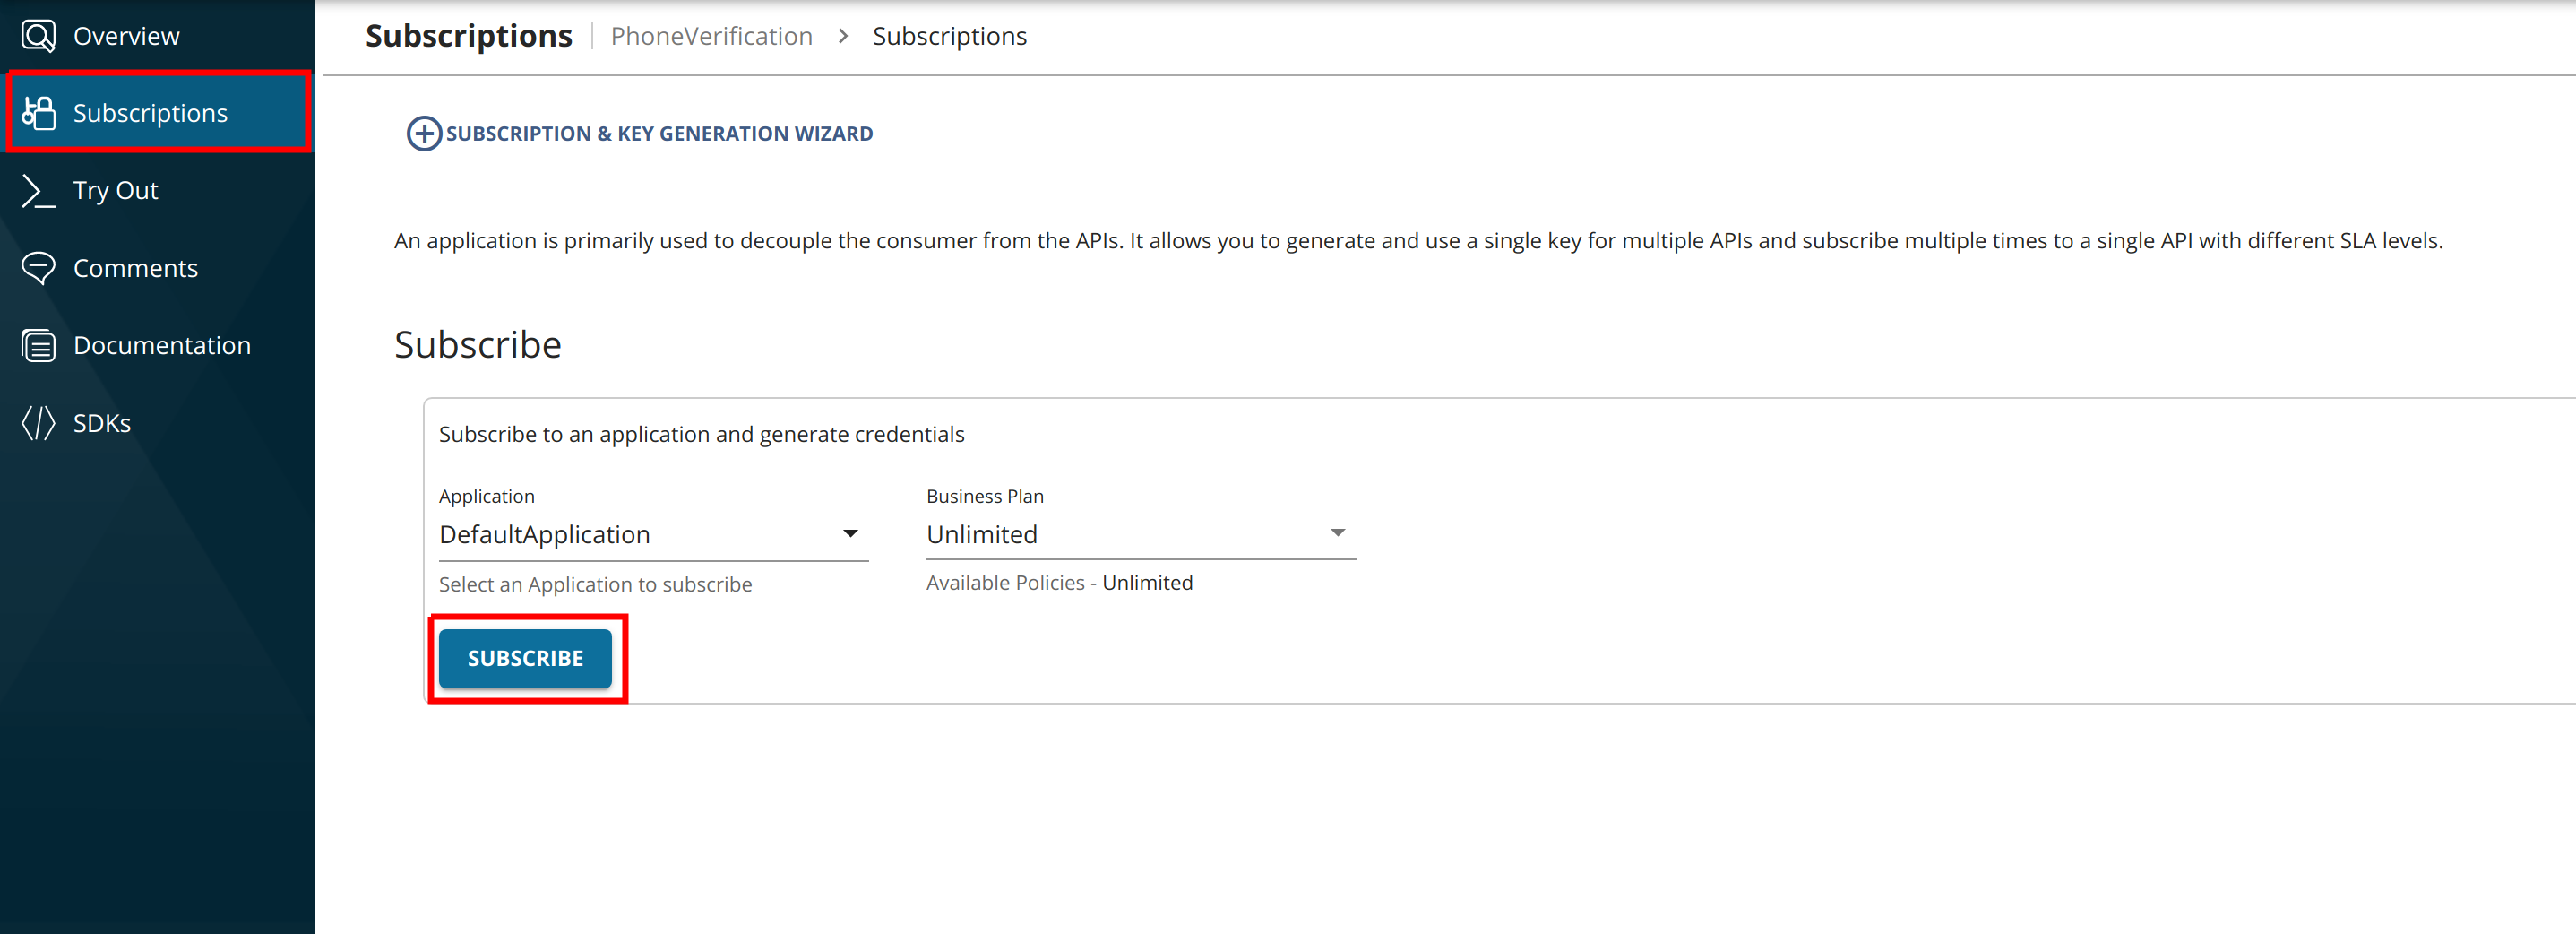 Overview
Subscriptions
Try Out
Comments
Documentation
SDKs
Subscriptions PhoneVerification > Subscriptions
SUBSCRIPTION & KEY GENERATION WIZARD
An application is primarily used to decouple the consumer from the APIs. It allows you to generate and use a single key for multiple APIs and subscribe multiple times to a single API with different SLA levels.
Subscribe
Subscribe to an application and generate credentials
Application
DefaultApplication
Select an Application to subscribe
Business Plan
Unlimited
Available Policies - Unlimited
SUBSCRIBE